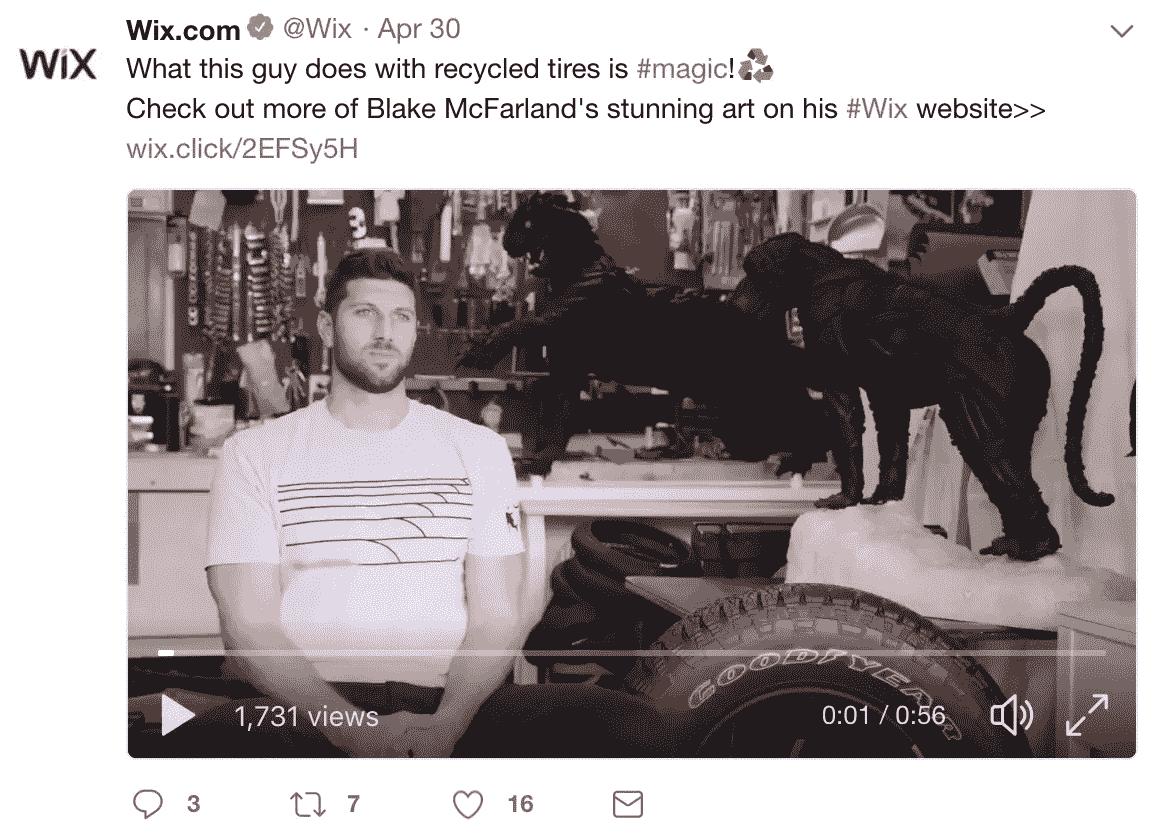 Wix.com @Wix · Apr 30
WiX
What this guy does with recycled tires is #magic!
Check out more of Blake McFarland's stunning art on his #Wix website>>
wix.click/2EFSy5H
3
GOODYEAR
1,731 views
0:01 / 0:56
3 7 16